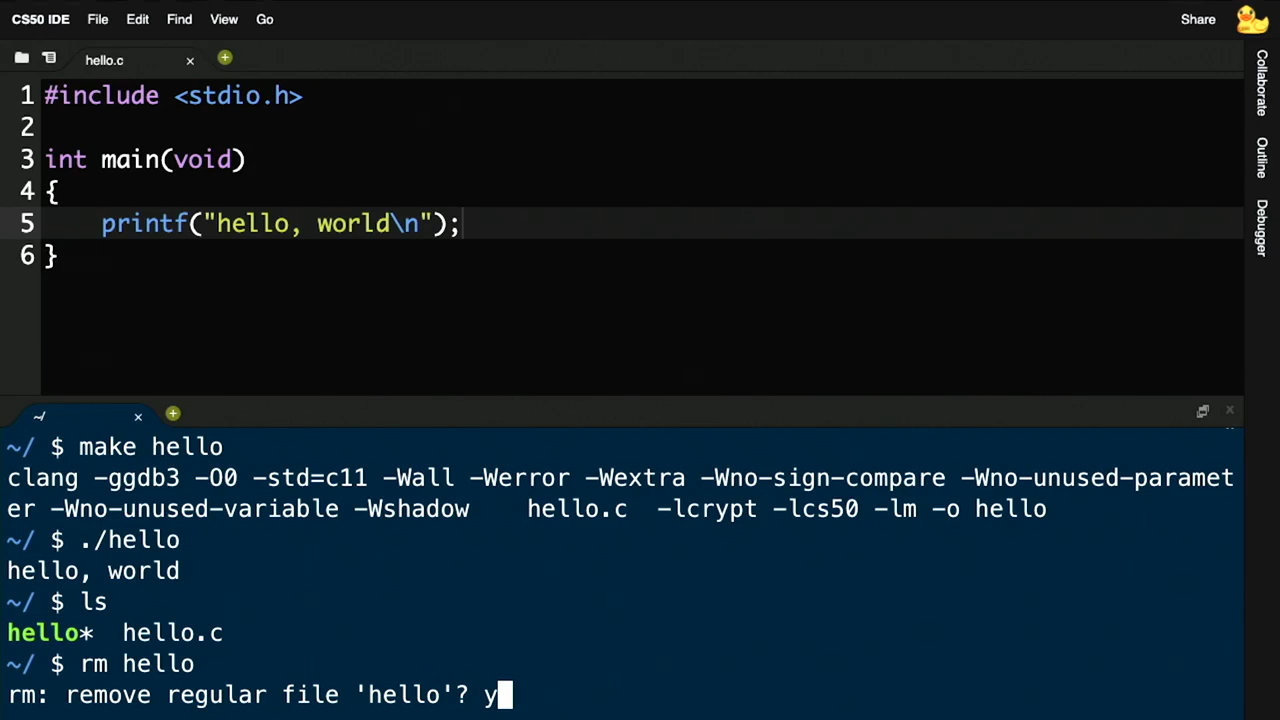 CS50 IDE File Edit Find View Go Share
hello.c
Collaborate
Outline
Debugger
1 #include <stdio.h>
2
3 int main(void)
4 {
5     printf("hello, world\n");
6 }
~/
~/ $ make hello
clang -ggdb3 -O0 -std=c11 -Wall -Werror -Wextra -Wno-sign-compare -Wno-unused-paramet
er -Wno-unused-variable -Wshadow    hello.c  -lcrypt -lcs50 -lm -o hello
~/ $ ./hello
hello, world
~/ $ ls
hello*  hello.c
~/ $ rm hello
rm: remove regular file 'hello'? y